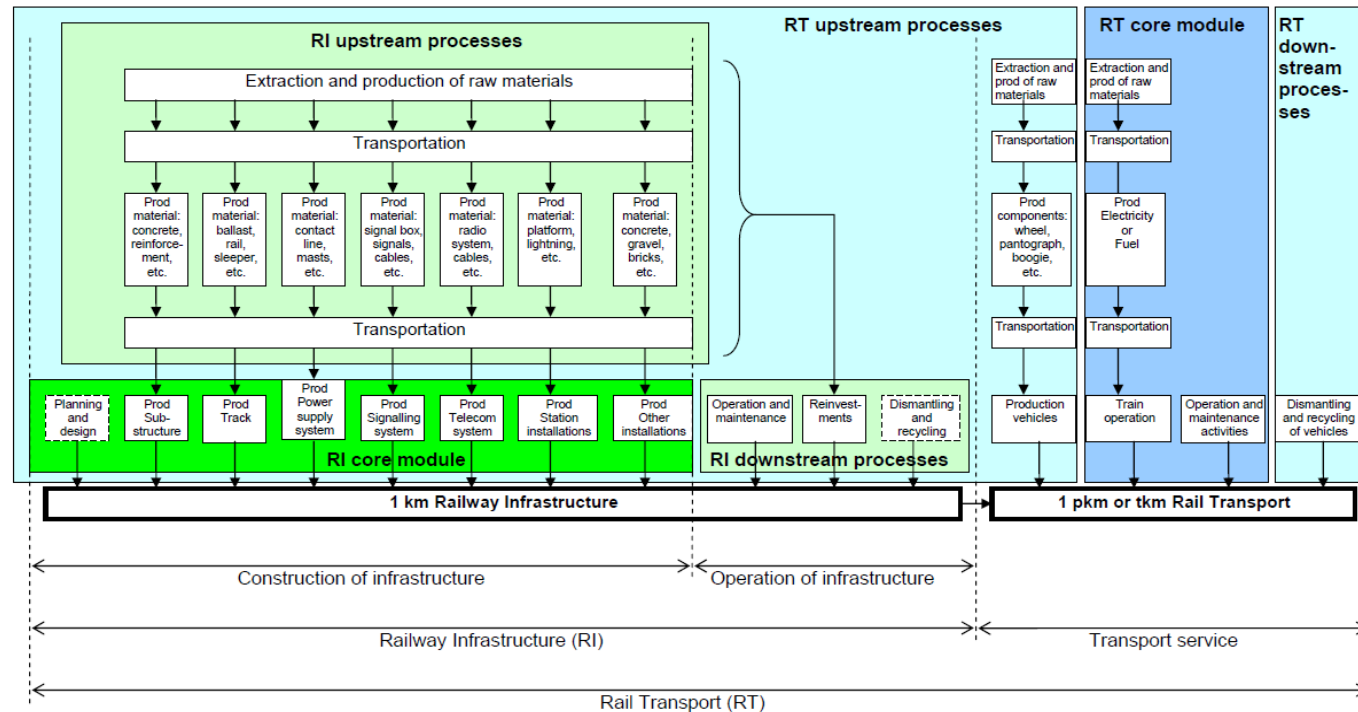 RI upstream processes
RT upstream processes
RT core module
RT
down-
stream
proces-
ses
Extraction and production of raw materials
Extraction and
prod of raw
materials
Extraction and
prod of raw
materials
Transportation
Transportation
Transportation
Prod
material:
concrete,
reinforce-
ment,
etc.
Prod
material:
ballast,
rail,
sleeper,
etc.
Prod
material:
contact
line,
masts,
etc.
Prod
material:
signal box,
signals,
cables,
etc.
Prod
material:
radio
system,
cables,
etc.
Prod
material:
platform,
lightning,
etc.
Prod
material:
concrete,
gravel,
bricks,
etc.
Prod
components:
wheel,
pantograph,
boogie,
etc.
Prod
Electricity
or
Fuel
Transportation
Transportation
Transportation
Planning
and
design
Prod
Sub-
structure
Prod
Track
Prod
Power
supply
system
Prod
Signalling
system
Prod
Telecom
system
Prod
Station
installations
Prod
Other
installations
Operation and
maintenance
Reinvest-
ments
Dismantling
and
recycling
Production
vehicles
Train
operation
Operation and
maintenance
activities
Dismantling
and recycling
of vehicles
RI core module
RI downstream processes
1 km Railway Infrastructure
1 pkm or tkm Rail Transport
Construction of infrastructure
Operation of infrastructure
Railway Infrastructure (RI)
Transport service
Rail Transport (RT)